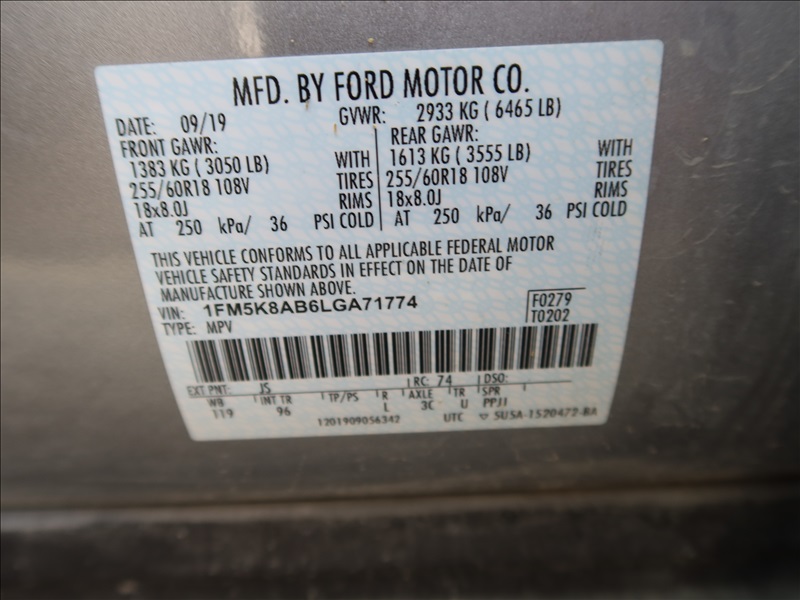 MFD. BY FORD MOTOR CO.
DATE: 09/19 GVWR: 2933 KG ( 6465 LB)
FRONT GAWR: REAR GAWR:
1383 KG ( 3050 LB) WITH 1613 KG ( 3555 LB) WITH
255/60R18 108V TIRES 255/60R18 108V TIRES
18x8.0J RIMS 18x8.0J RIMS
AT 250 kPa/ 36 PSI COLD AT 250 kPa/ 36 PSI COLD
THIS VEHICLE CONFORMS TO ALL APPLICABLE FEDERAL MOTOR
VEHICLE SAFETY STANDARDS IN EFFECT ON THE DATE OF
MANUFACTURE SHOWN ABOVE.
VIN: 1FM5K8AB6LGA71774 F0279
TYPE: MPV T0202
EXT PNT: JS RC: 74 DSO:
WB INT TR TP/PS R AXLE TR SPR
119 96 L 3C U PPJ1
1201909056342 UTC ▽ 5U5A-1520472-BA